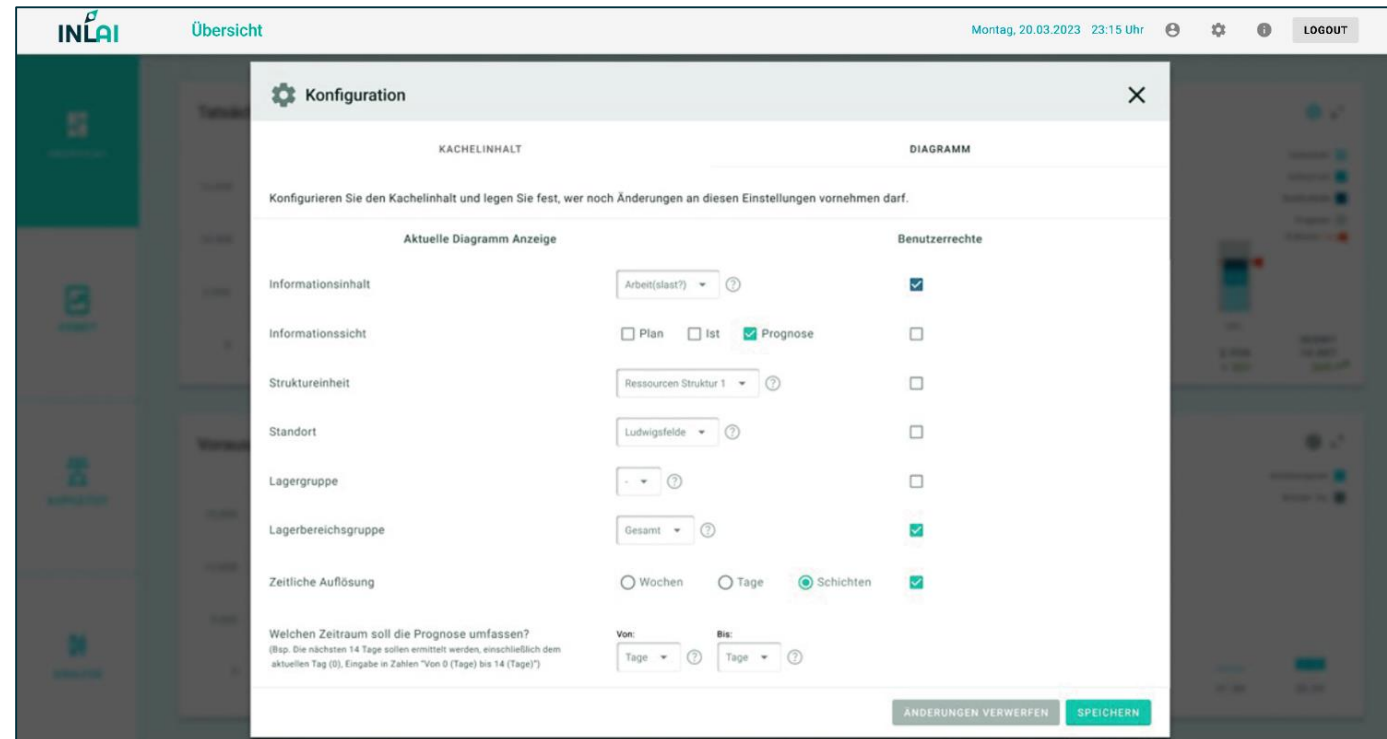 INLAI
Übersicht
Montag, 20.03.2023 23:15 Uhr
LOGOUT
Konfiguration
KACHELINHALT
DIAGRAMM
Konfigurieren Sie den Kachelinhalt und legen Sie fest, wer noch Änderungen an diesen Einstellungen vornehmen darf.
Aktuelle Diagramm Anzeige
Benutzerrechte
Informationsinhalt
Arbeit(slast?)
Informationssicht
Plan
Ist
Prognose
Struktureinheit
Ressourcen Struktur 1
Standort
Ludwigsfelde
Lagergruppe
-
Lagerbereichsgruppe
Gesamt
Zeitliche Auflösung
Wochen
Tage
Schichten
Welchen Zeitraum soll die Prognose umfassen?
(Bsp. Die nächsten 14 Tage sollen ermittelt werden, einschließlich dem
aktuellen Tag (0), Eingabe in Zahlen "Von 0 (Tage) bis 14 (Tage)")
Von:
Bis:
Tage
Tage
ÄNDERUNGEN VERWERFEN
SPEICHERN